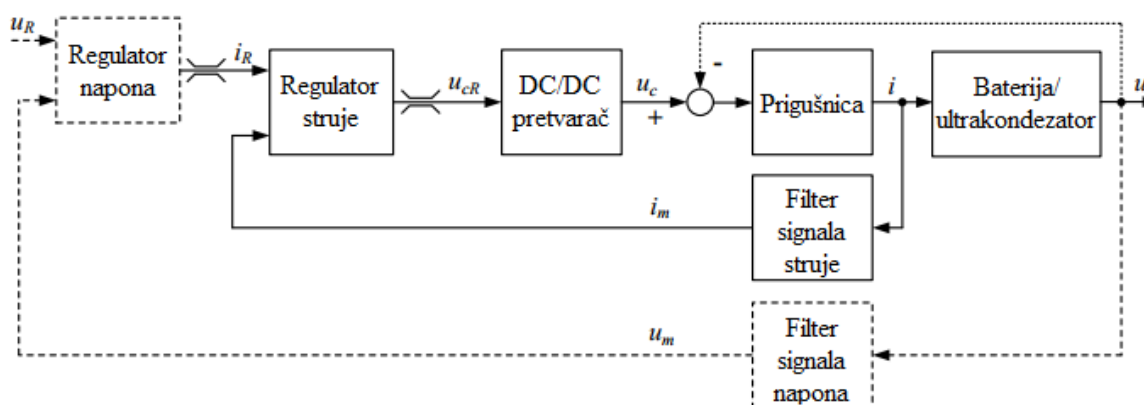 u_R
Regulator
napona
i_R
Regulator
struje
u_cR
DC/DC
pretvarač
u_c
+
-
Prigušnica
i
Baterija/
ultrakondezator
u
Filter
signala
struje
i_m
Filter
signala
napona
u_m